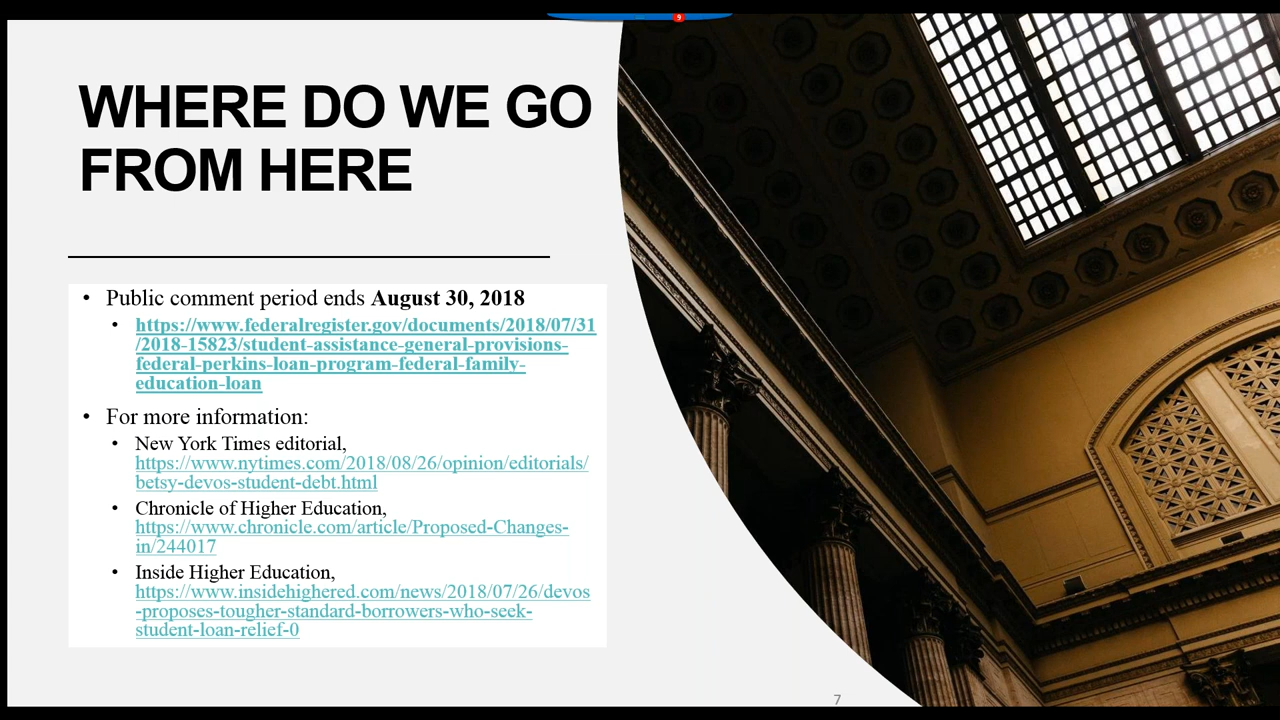 9
WHERE DO WE GO
FROM HERE
• Public comment period ends August 30, 2018
• https://www.federalregister.gov/documents/2018/07/31
/2018-15823/student-assistance-general-provisions-
federal-perkins-loan-program-federal-family-
education-loan
• For more information:
• New York Times editorial,
https://www.nytimes.com/2018/08/26/opinion/editorials/
betsy-devos-student-debt.html
• Chronicle of Higher Education,
https://www.chronicle.com/article/Proposed-Changes-
in/244017
• Inside Higher Education,
https://www.insidehighered.com/news/2018/07/26/devos
-proposes-tougher-standard-borrowers-who-seek-
student-loan-relief-0
7